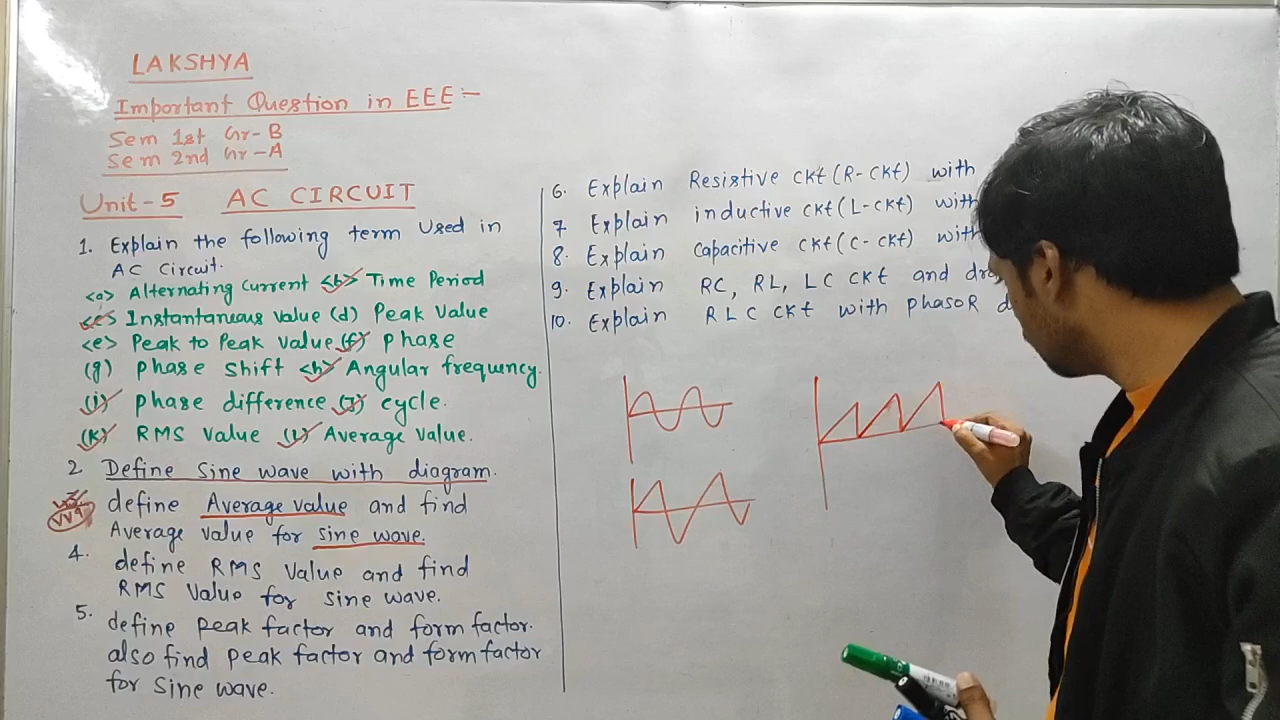 LAKSHYA
Important Question in EEE :-
Sem 1st Gr-B
Sem 2nd Gr-A
Unit-5 AC CIRCUIT
1. Explain the following term used in
AC Circuit.
<a> Alternating Current <b> Time Period
<c> Instantaneous value (d) Peak Value
<e> Peak to Peak value (f) phase
(g) phase shift <h> Angular frequency.
(i) phase difference (j) cycle.
(k) RMS value (l) Average value.
2 Define Sine wave with diagram.
define Average value and find
Average value for sine wave.
4. define RMS value and find
RMS value for sine wave.
5. define peak factor and form factor.
also find peak factor and form factor
for sine wave.
6. Explain Resistive ckt (R-ckt) with
7 Explain inductive ckt (L-ckt) with
8. Explain capacitive ckt (C-ckt) with
9. Explain RC, RL, LC ckt and
10. Explain RLC ckt with phasoR